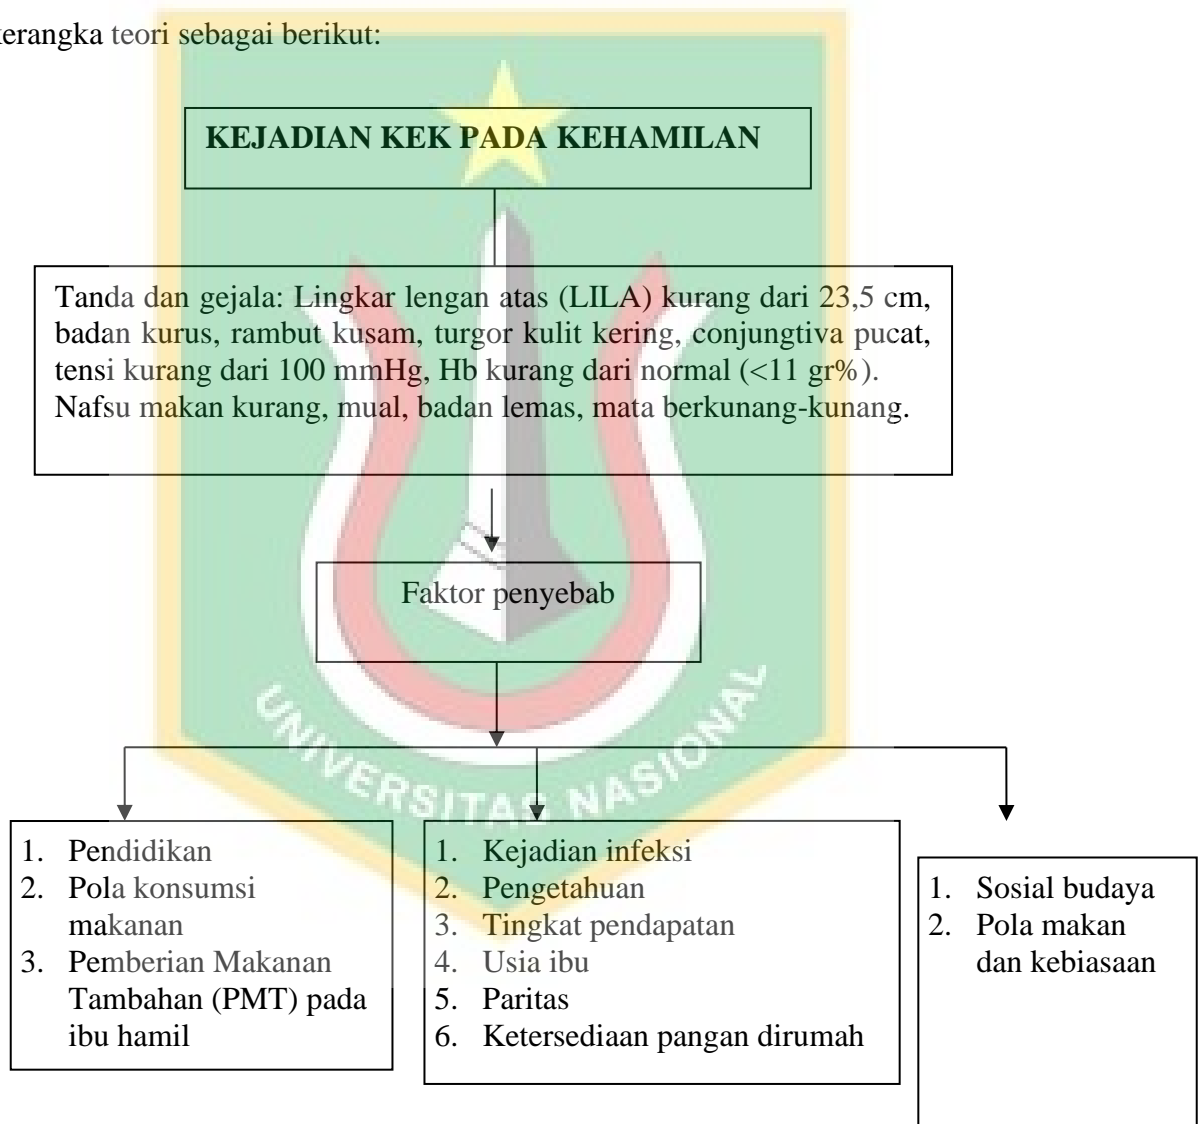 kerangka teori sebagai berikut:
KEJADIAN KEK PADA KEHAMILAN
Tanda dan gejala: Lingkar lengan atas (LILA) kurang dari 23,5 cm,
badan kurus, rambut kusam, turgor kulit kering, conjungtiva pucat,
tensi kurang dari 100 mmHg, Hb kurang dari normal (<11 gr%).
Nafsu makan kurang, mual, badan lemas, mata berkunang-kunang.
Faktor penyebab
UNIVERSITAS NASIONAL
1. Pendidikan
2. Pola konsumsi
makanan
3. Pemberian Makanan
Tambahan (PMT) pada
ibu hamil
1. Kejadian infeksi
2. Pengetahuan
3. Tingkat pendapatan
4. Usia ibu
5. Paritas
6. Ketersediaan pangan dirumah
1. Sosial budaya
2. Pola makan
dan kebiasaan